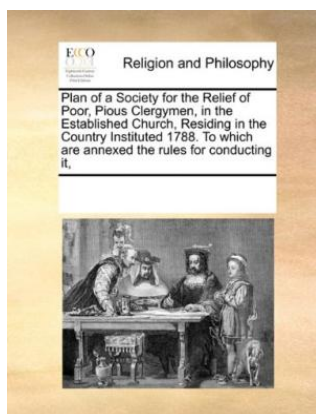 ECCO
Religion and Philosophy
Plan of a Society for the Relief of
Poor, Pious Clergymen, in the
Established Church, Residing in the
Country Instituted 1788. To which
are annexed the rules for conducting
it,